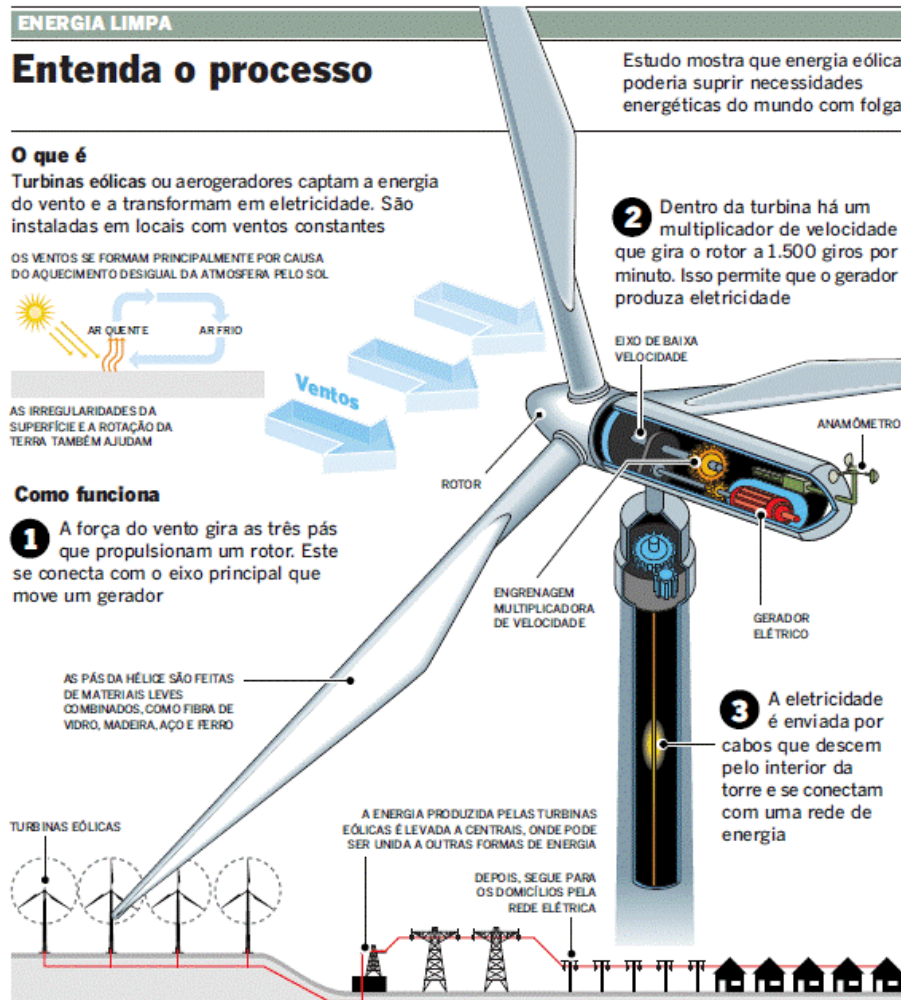 ENERGIA LIMPA
Entenda o processo
Estudo mostra que energia eólica
poderia suprir necessidades
energéticas do mundo com folga
O que é
Turbinas eólicas ou aerogeradores captam a energia
do vento e a transformam em eletricidade. São
instaladas em locais com ventos constantes
OS VENTOS SE FORMAM PRINCIPALMENTE POR CAUSA
DO AQUECIMENTO DESIGUAL DA ATMOSFERA PELO SOL
AR QUENTE
AR FRIO
AS IRREGULARIDADES DA
SUPERFÍCIE E A ROTAÇÃO DA
TERRA TAMBÉM AJUDAM
Ventos
Como funciona
1 A força do vento gira as três pás
que propulsionam um rotor. Este
se conecta com o eixo principal que
move um gerador
2 Dentro da turbina há um
multiplicador de velocidade
que gira o rotor a 1.500 giros por
minuto. Isso permite que o gerador
produza eletricidade
EIXO DE BAIXA
VELOCIDADE
ANAMÔMETRO
ROTOR
ENGRENAGEM
MULTIPLICADORA
DE VELOCIDADE
GERADOR
ELÉTRICO
AS PÁS DA HÉLICE SÃO FEITAS
DE MATERIAIS LEVES
COMBINADOS, COMO FIBRA DE
VIDRO, MADEIRA, AÇO E FERRO
3 A eletricidade
é enviada por
cabos que descem
pelo interior da
torre e se conectam
com uma rede de
energia
TURBINAS EÓLICAS
A ENERGIA PRODUZIDA PELAS TURBINAS
EÓLICAS É LEVADA A CENTRAIS, ONDE PODE
SER UNIDA A OUTRAS FORMAS DE ENERGIA
DEPOIS, SEGUE PARA
OS DOMICÍLIOS PELA
REDE ELÉTRICA